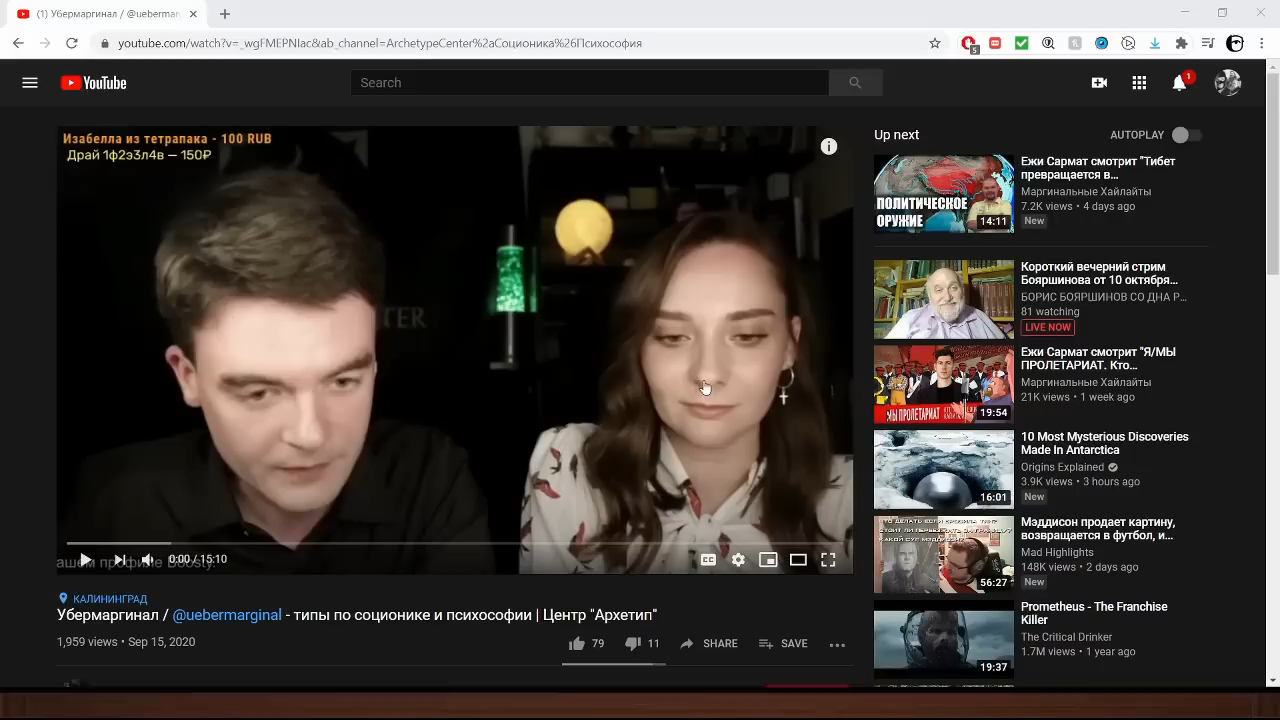 (1) Убермаргинал / @uebermar
youtube.com/watch?v=_wgFMFPNIbc&ab_channel=ArchetypeCenter%2aСоционика%26Психософия
5
YouTube
Search
1
Изабелла из тетрапака - 100 RUB
Драй 1ф2э3л4в — 150₽
TER
0:00 / 15:10
CC
КАЛИНИНГРАД
Убермаргинал / @uebermarginal - типы по соционике и психософии | Центр "Архетип"
1,959 views • Sep 15, 2020
79
11
SHARE
SAVE
Up next
AUTOPLAY
Ежи Сармат смотрит "Тибет
превращается в...
Маргинальные Хайлайты
7.2K views • 4 days ago
New
ПОЛИТИЧЕСКОЕ
ОРУЖИЕ
14:11
Короткий вечерний стрим
Бояршинова от 10 октября...
БОРИС БОЯРШИНОВ СО ДНА Р...
81 watching
LIVE NOW
Ежи Сармат смотрит "Я/МЫ
ПРОЛЕТАРИАТ. Кто...
Маргинальные Хайлайты
21K views • 1 week ago
МЫ ПРОЛЕТАРИАТ
19:54
10 Most Mysterious Discoveries
Made In Antarctica
Origins Explained
3.9K views • 3 hours ago
New
16:01
Мэддисон продает картину,
возвращается в футбол, и...
Mad Highlights
148K views • 2 days ago
New
56:27
Prometheus - The Franchise
Killer
The Critical Drinker
1.7M views • 1 year ago
19:37